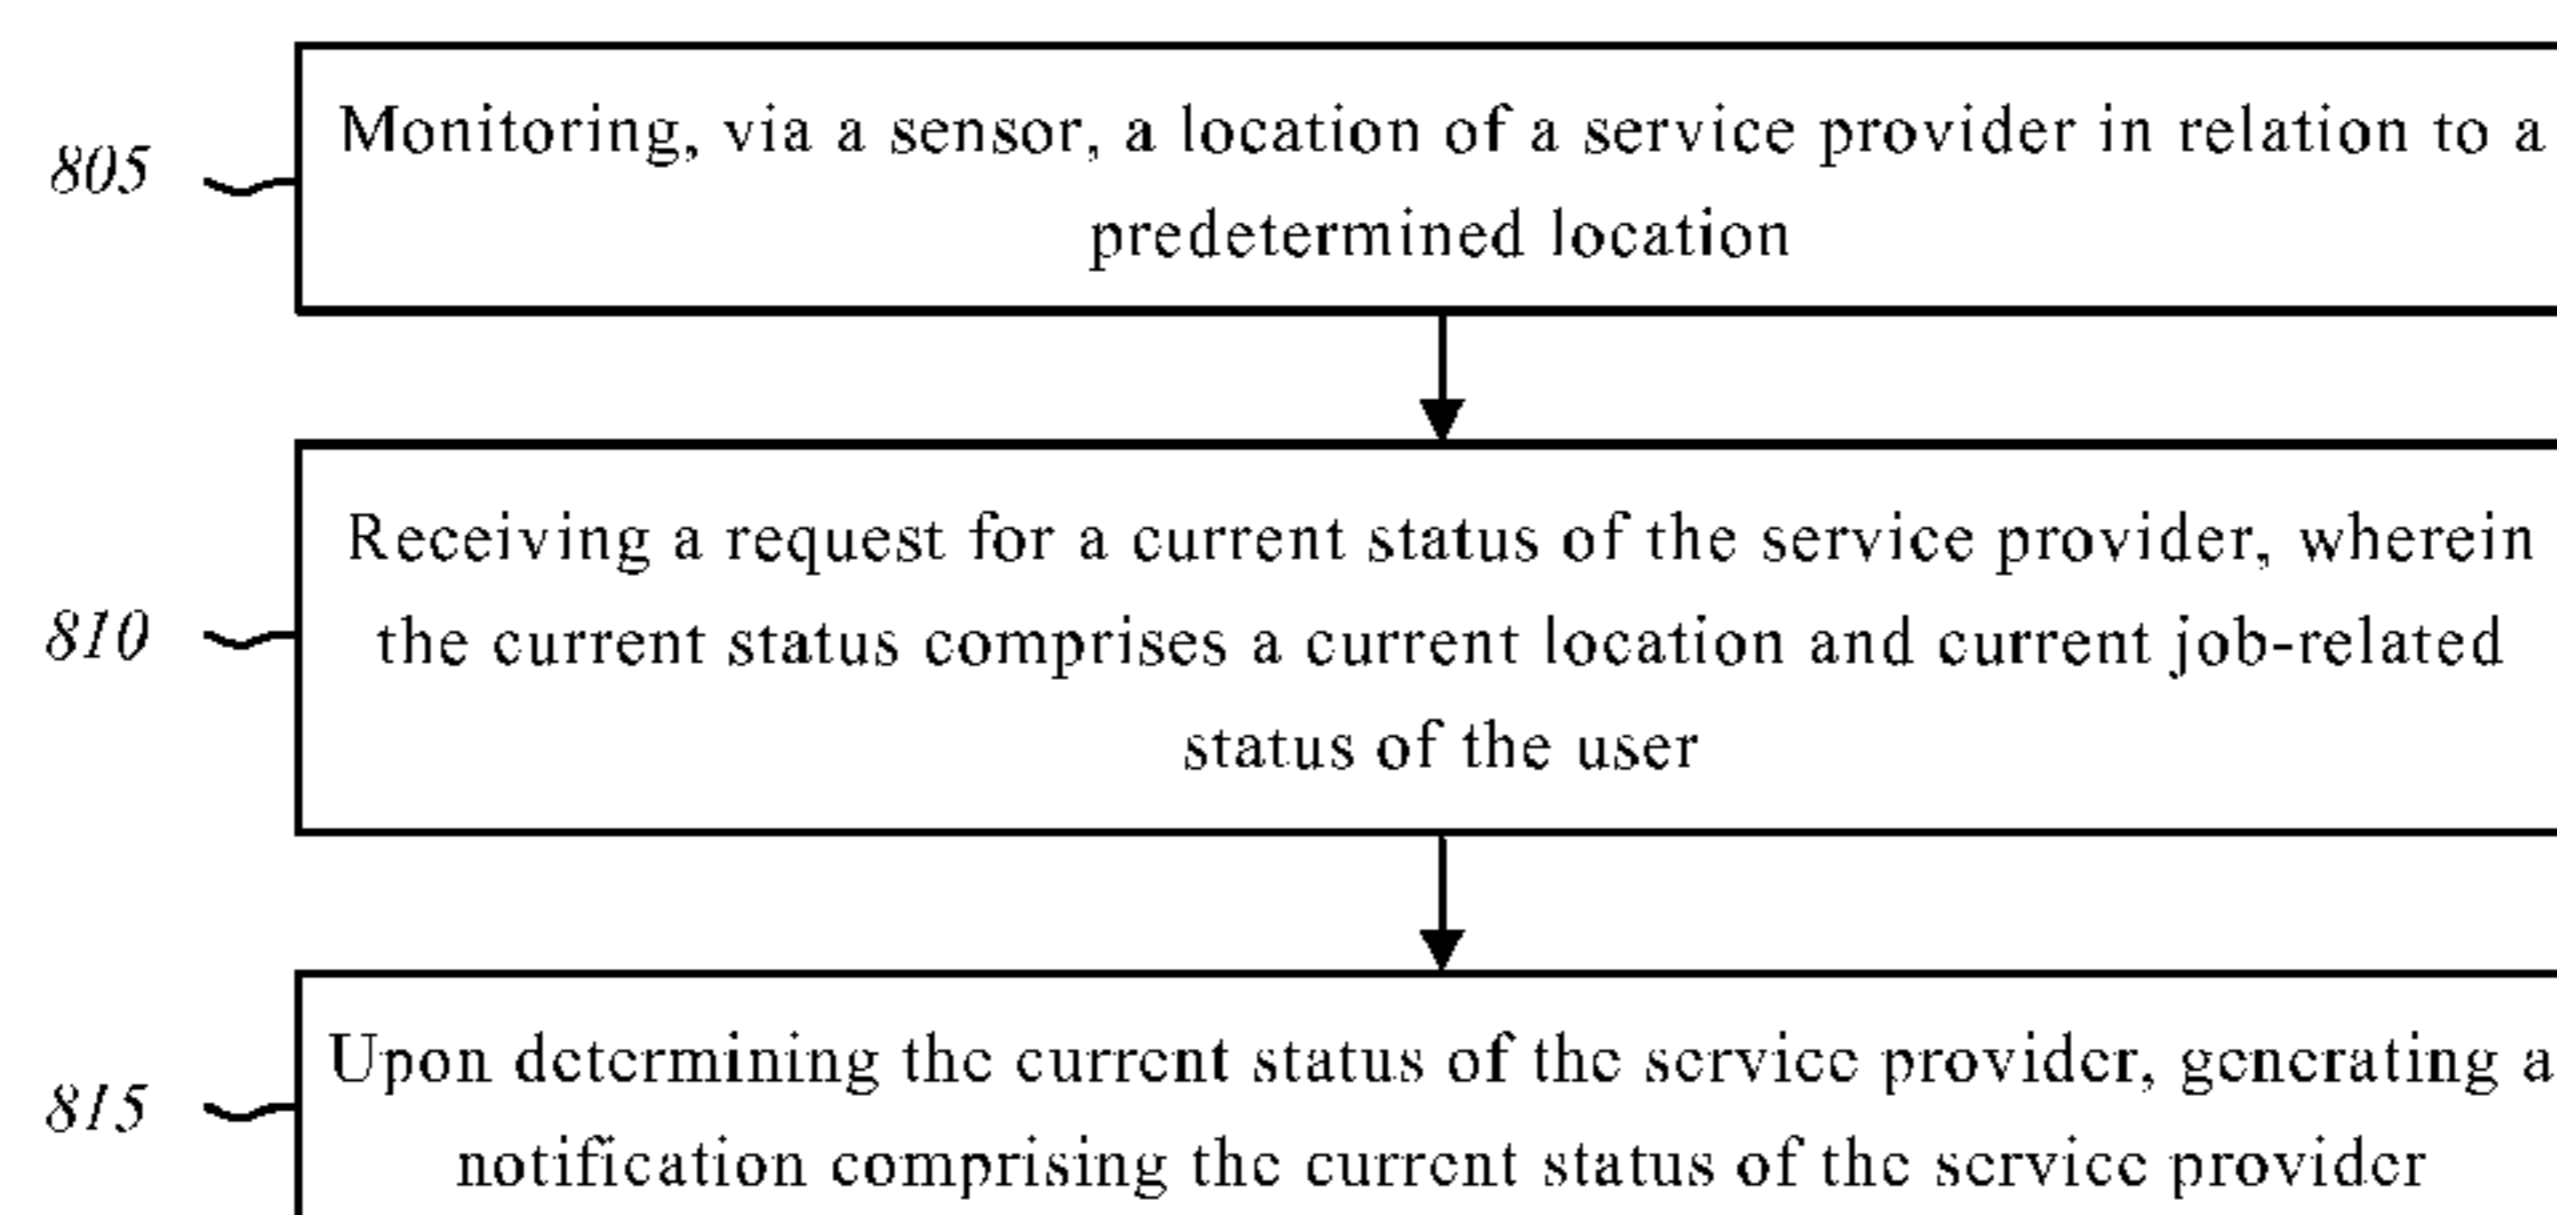 805
Monitoring, via a sensor, a location of a service provider in relation to a
predetermined location
810
Receiving a request for a current status of the service provider, wherein
the current status comprises a current location and current job-related
status of the user
815
Upon determining the current status of the service provider, generating a
notification comprising the current status of the service provider